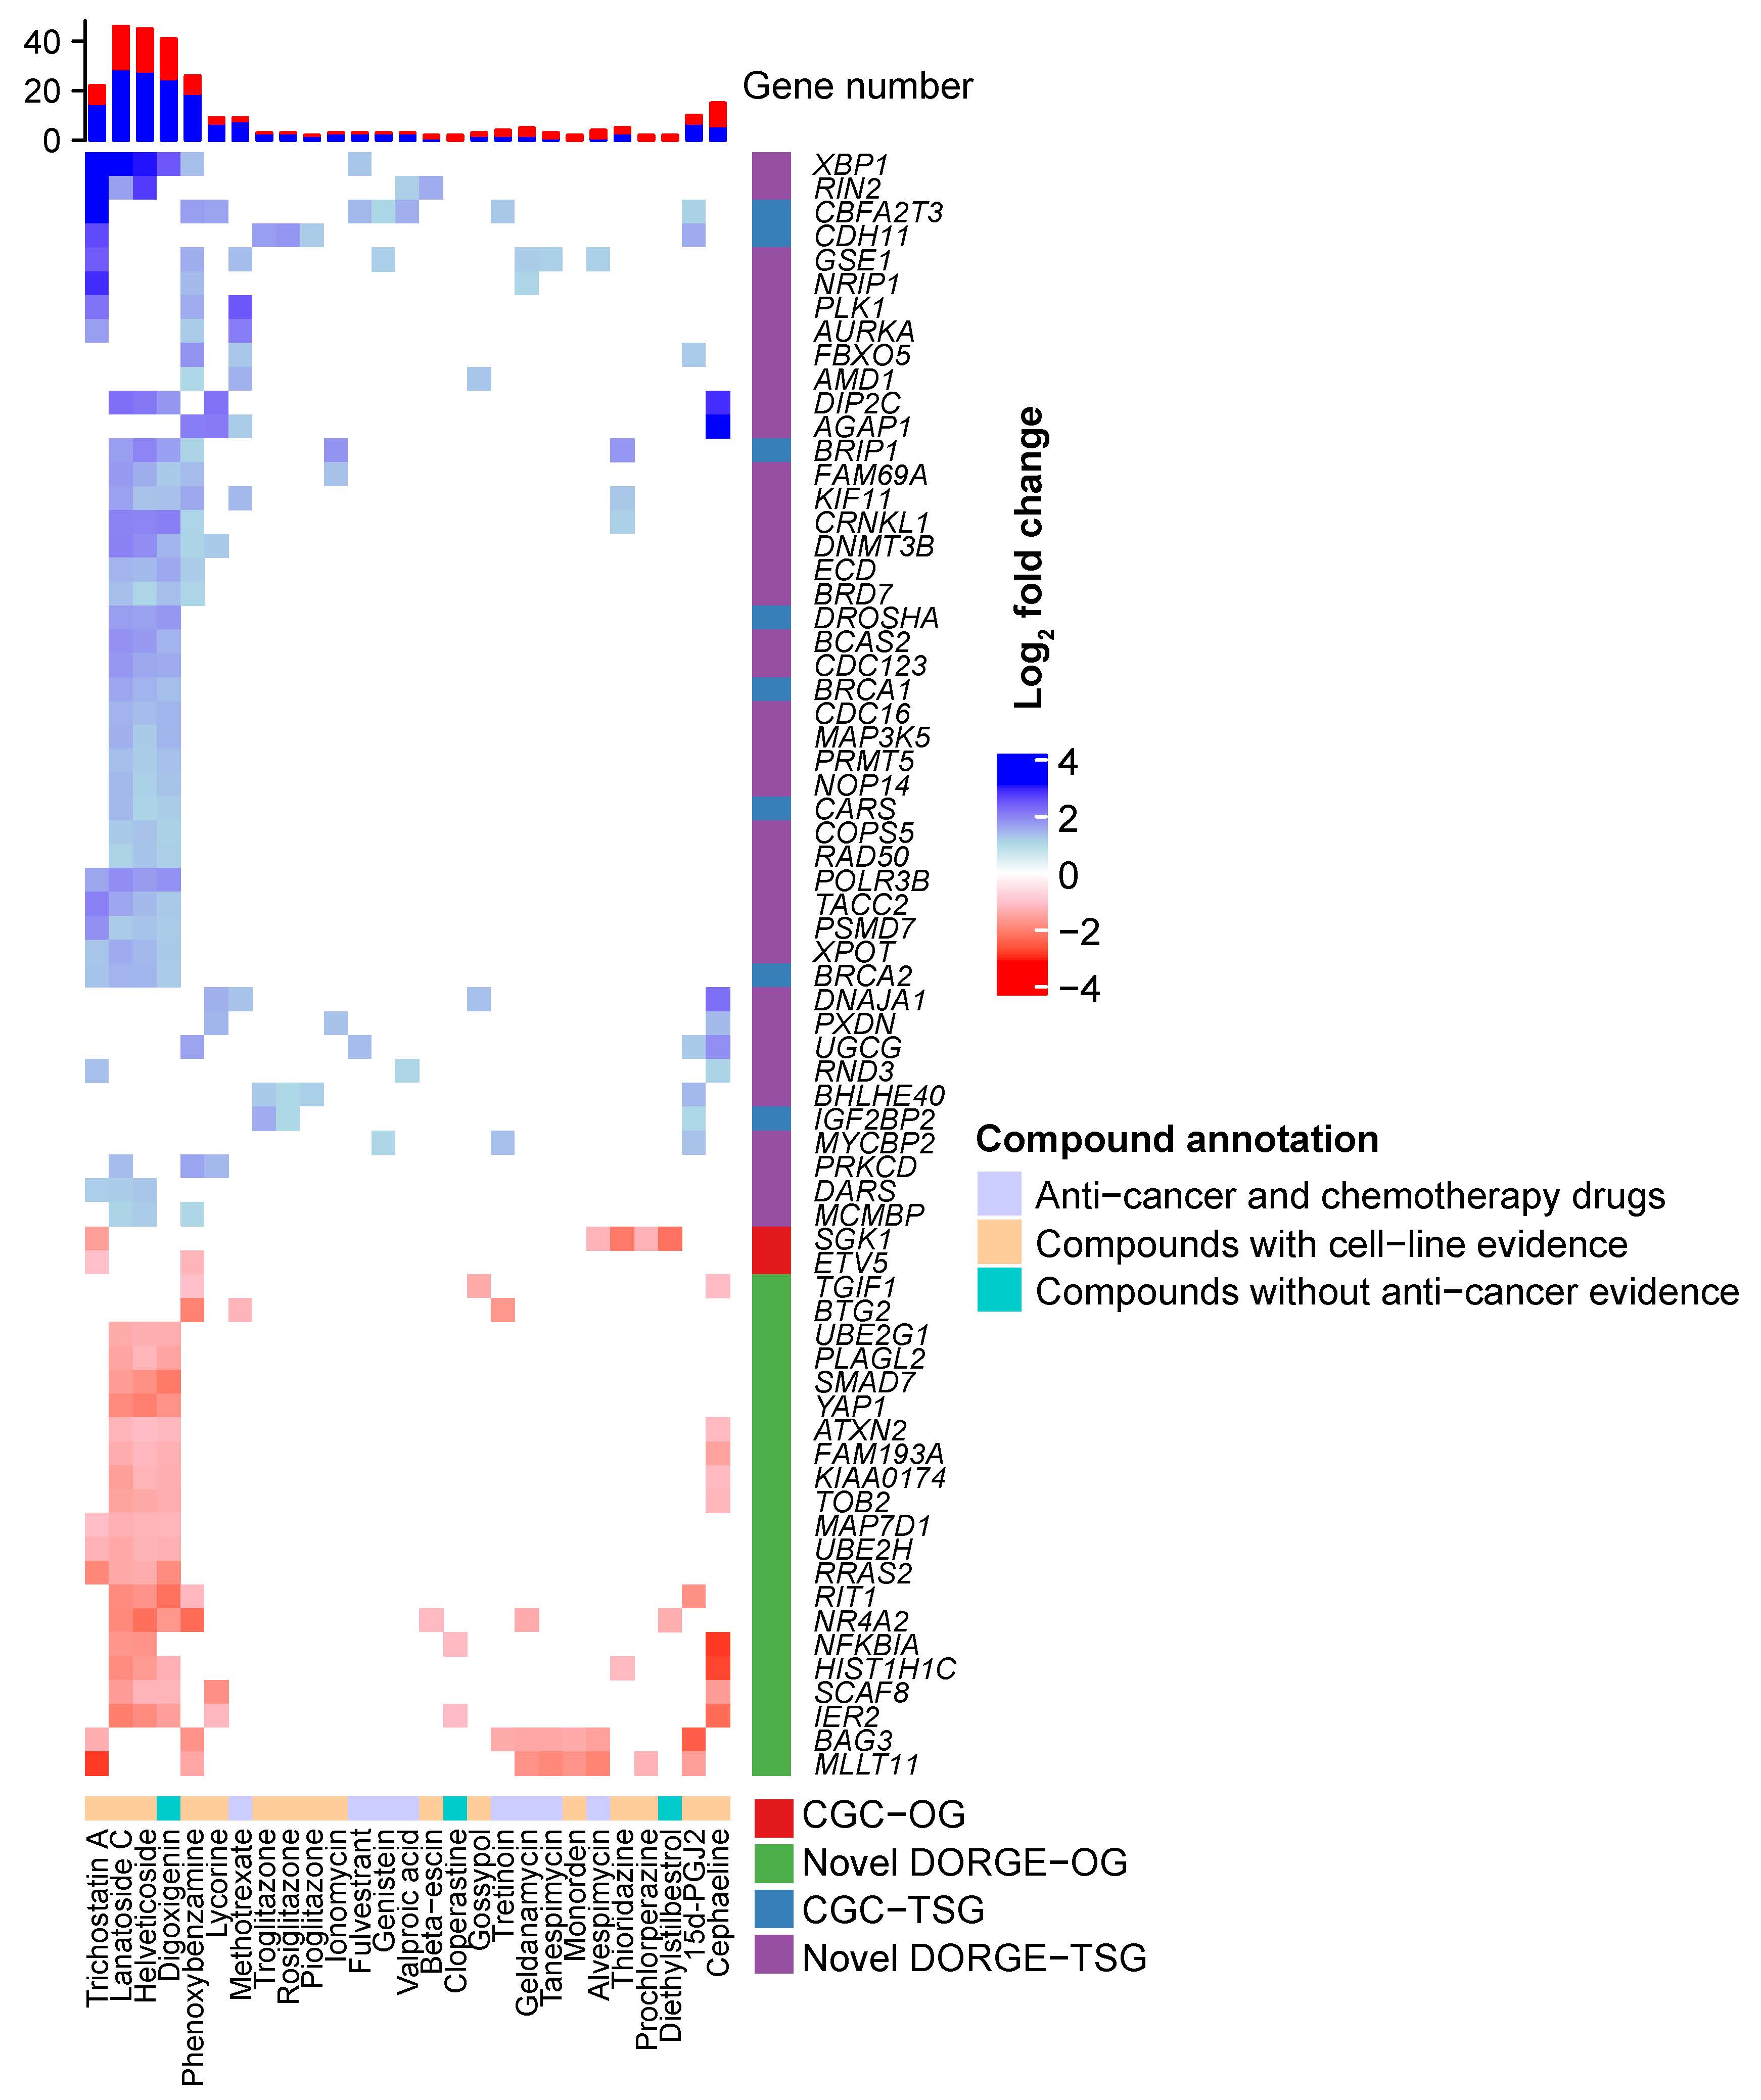 40
20
0
Gene number
XBP1
RIN2
CBFA2T3
CDH11
GSE1
NRIP1
PLK1
AURKA
FBXO5
AMD1
DIP2C
AGAP1
BRIP1
FAM69A
KIF11
CRNKL1
DNMT3B
ECD
BRD7
DROSHA
BCAS2
CDC123
BRCA1
CDC16
MAP3K5
PRMT5
NOP14
CARS
COPS5
RAD50
POLR3B
TACC2
PSMD7
XPOT
BRCA2
DNAJA1
PXDN
UGCG
RND3
BHLHE40
IGF2BP2
MYCBP2
PRKCD
DARS
MCMBP
SGK1
ETV5
TGIF1
BTG2
UBE2G1
PLAGL2
SMAD7
YAP1
ATXN2
FAM193A
KIAA0174
TOB2
MAP7D1
UBE2H
RRAS2
RIT1
NR4A2
NFKBIA
HIST1H1C
SCAF8
IER2
BAG3
MLLT11
Log2 fold change
4
2
0
−2
−4
Compound annotation
Anti−cancer and chemotherapy drugs
Compounds with cell−line evidence
Compounds without anti−cancer evidence
CGC−OG
Novel DORGE−OG
CGC−TSG
Novel DORGE−TSG
Trichostatin A
Lanatoside C
Helveticoside
Digoxigenin
Phenoxybenzamine
Lycorine
Methotrexate
Troglitazone
Rosiglitazone
Pioglitazone
Ionomycin
Fulvestrant
Genistein
Valproic acid
Beta−escin
Cloperastine
Gossypol
Tretinoin
Geldanamycin
Tanespimycin
Monorden
Alvespimycin
Thioridazine
Prochlorperazine
Diethylstilbestrol
15d−PGJ2
Cephaeline